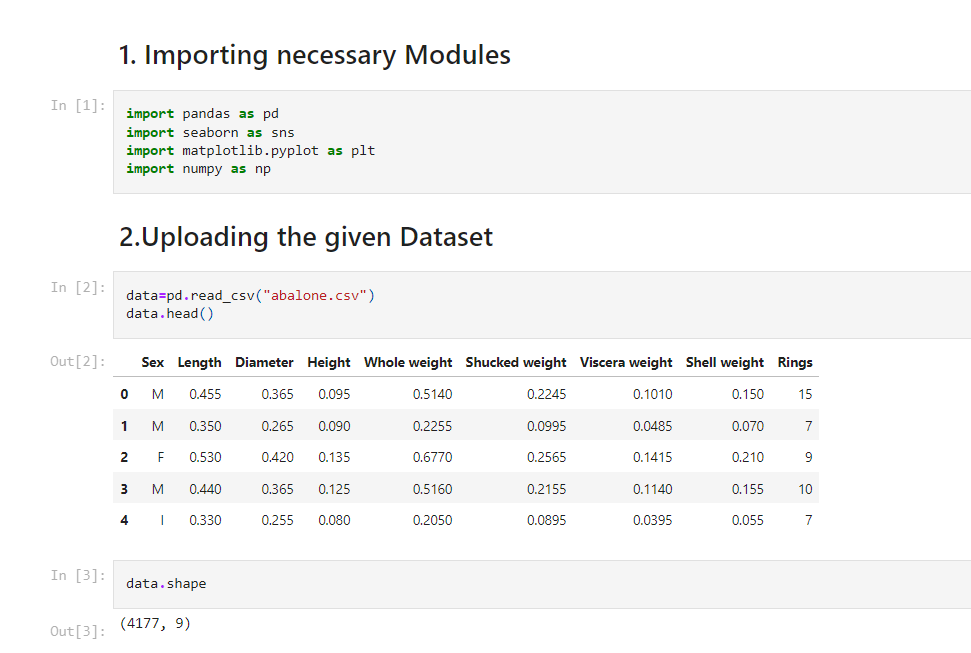 1. Importing necessary Modules
In [1]:
import pandas as pd
import seaborn as sns
import matplotlib.pyplot as plt
import numpy as np
2.Uploading the given Dataset
In [2]:
data=pd.read_csv("abalone.csv")
data.head()
Out[2]:
Sex Length Diameter Height Whole weight Shucked weight Viscera weight Shell weight Rings
0 M 0.455 0.365 0.095 0.5140 0.2245 0.1010 0.150 15
1 M 0.350 0.265 0.090 0.2255 0.0995 0.0485 0.070 7
2 F 0.530 0.420 0.135 0.6770 0.2565 0.1415 0.210 9
3 M 0.440 0.365 0.125 0.5160 0.2155 0.1140 0.155 10
4 I 0.330 0.255 0.080 0.2050 0.0895 0.0395 0.055 7
In [3]:
data.shape
Out[3]:
(4177, 9)